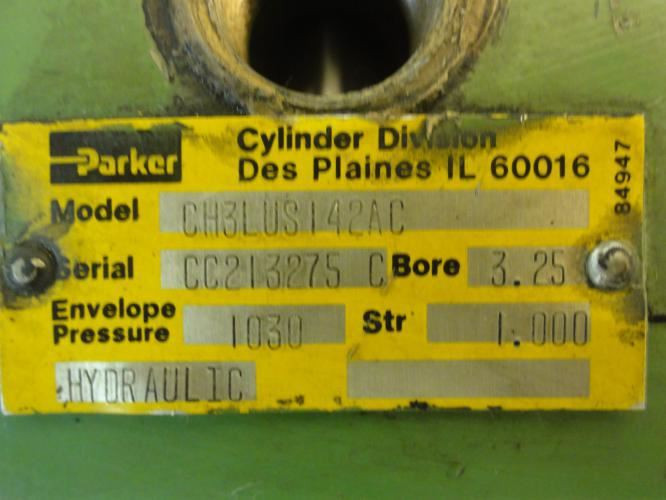 Parker
Cylinder Division
Des Plaines IL 60016
84947
Model CH3LUS142AC
Serial CC213275 C Bore 3.25
Envelope
Pressure 1030 Str 1.000
HYDRAULIC